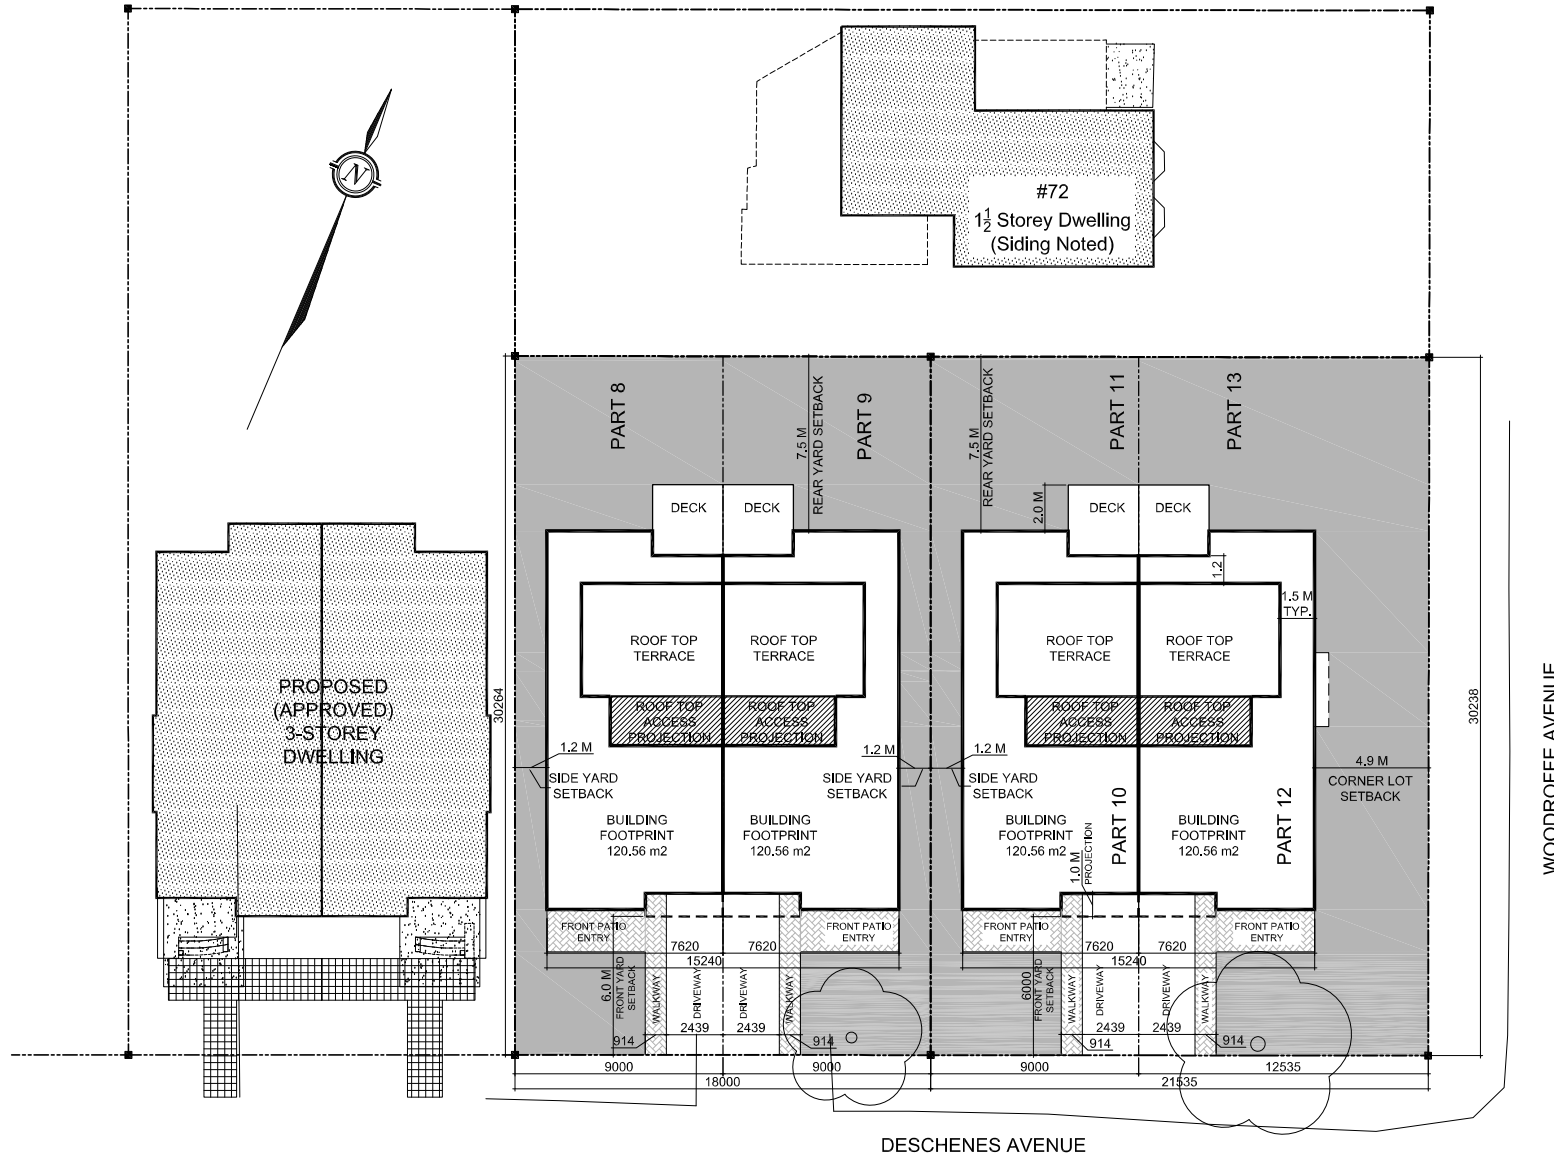 N
#72
1 1/2 Storey Dwelling
(Siding Noted)
PART 8
PART 9
PART 11
PART 13
7.5 M
REAR YARD SETBACK
7.5 M
REAR YARD SETBACK
DECK
DECK
2.0 M
DECK
DECK
1.2
1.5 M
TYP.
ROOF TOP
TERRACE
ROOF TOP
TERRACE
ROOF TOP
TERRACE
ROOF TOP
TERRACE
PROPOSED
(APPROVED)
3-STOREY
DWELLING
30264
30238
WOODROFFE AVENUE
ROOF TOP
ACCESS
PROJECTION
ROOF TOP
ACCESS
PROJECTION
ROOF TOP
ACCESS
PROJECTION
ROOF TOP
ACCESS
PROJECTION
1.2 M
SIDE YARD
SETBACK
1.2 M
SIDE YARD
SETBACK
1.2 M
SIDE YARD
SETBACK
4.9 M
CORNER LOT
SETBACK
BUILDING
FOOTPRINT
120.56 m2
BUILDING
FOOTPRINT
120.56 m2
BUILDING
FOOTPRINT
120.56 m2
BUILDING
FOOTPRINT
120.56 m2
PART 10
PART 12
1.0 M
PROJECTION
FRONT PATIO
ENTRY
FRONT PATIO
ENTRY
FRONT PATIO
ENTRY
FRONT PATIO
ENTRY
7620
7620
15240
7620
7620
15240
6.0 M
FRONT YARD
SETBACK
WALKWAY
DRIVEWAY
DRIVEWAY
WALKWAY
6000
FRONT YARD
SETBACK
WALKWAY
DRIVEWAY
DRIVEWAY
WALKWAY
2439
2439
914
914
2439
2439
914
914
9000
9000
9000
12535
18000
21535
DESCHENES AVENUE